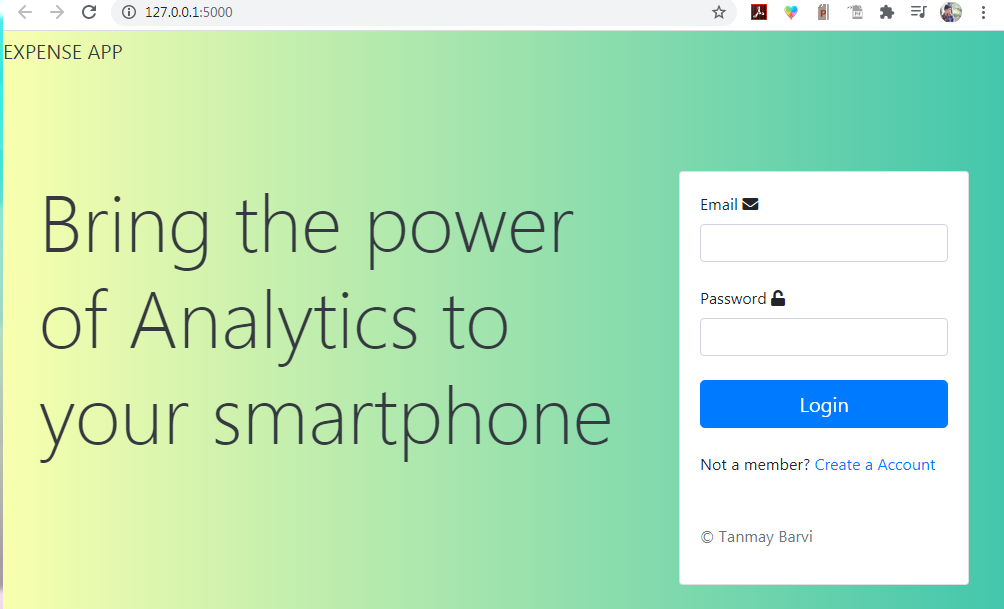 127.0.0.1:5000
EXPENSE APP
Bring the power
of Analytics to
your smartphone
Email
Password
Login
Not a member? Create a Account
© Tanmay Barvi